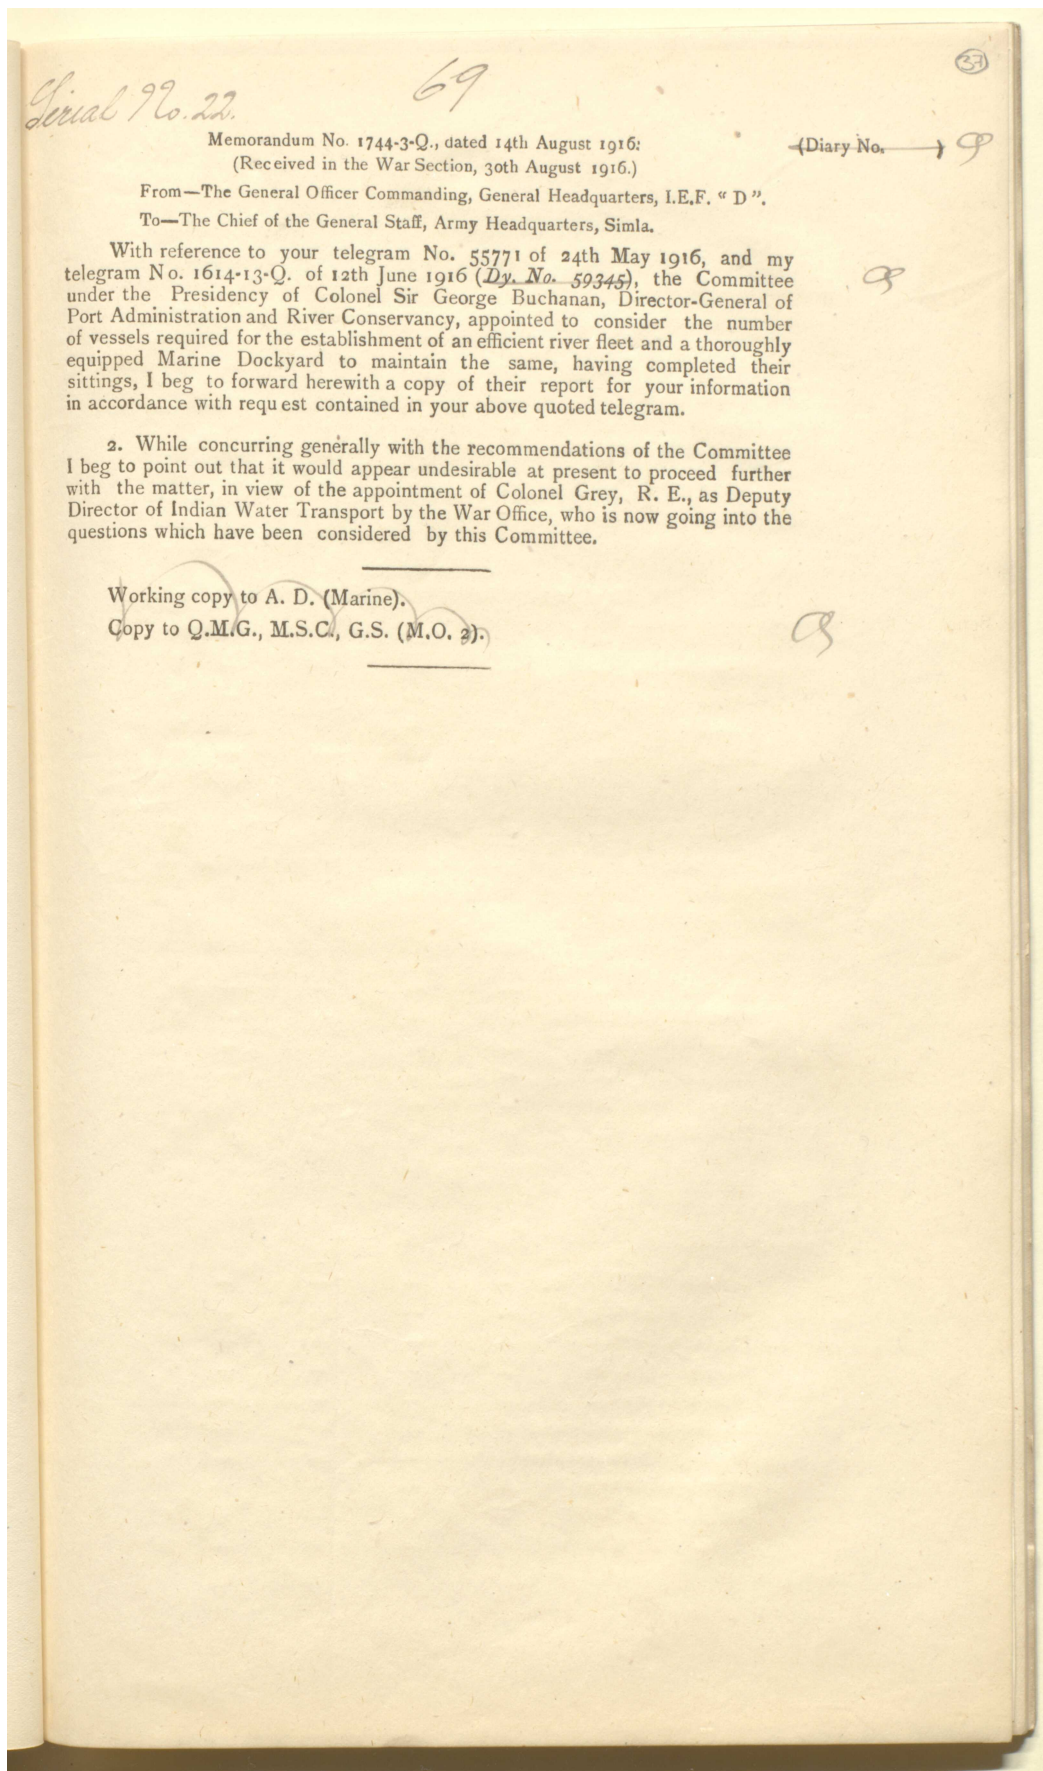 37
Serial No. 22.
69
Memorandum No. 1744-3-Q., dated 14th August 1916:
(Diary No. )
(Received in the War Section, 30th August 1916.)
From—The General Officer Commanding, General Headquarters, I.E.F. “ D ”.
To—The Chief of the General Staff, Army Headquarters, Simla.
With reference to your telegram No. 55771 of 24th May 1916, and my
telegram No. 1614-13-Q. of 12th June 1916 (Dy. No. 59345), the Committee
under the Presidency of Colonel Sir George Buchanan, Director-General of
Port Administration and River Conservancy, appointed to consider the number
of vessels required for the establishment of an efficient river fleet and a thoroughly
equipped Marine Dockyard to maintain the same, having completed their
sittings, I beg to forward herewith a copy of their report for your information
in accordance with requ est contained in your above quoted telegram.
2. While concurring generally with the recommendations of the Committee
I beg to point out that it would appear undesirable at present to proceed further
with the matter, in view of the appointment of Colonel Grey, R. E., as Deputy
Director of Indian Water Transport by the War Office, who is now going into the
questions which have been considered by this Committee.
Working copy to A. D. (Marine).
Copy to Q.M.G., M.S.C., G.S. (M.O. 2).